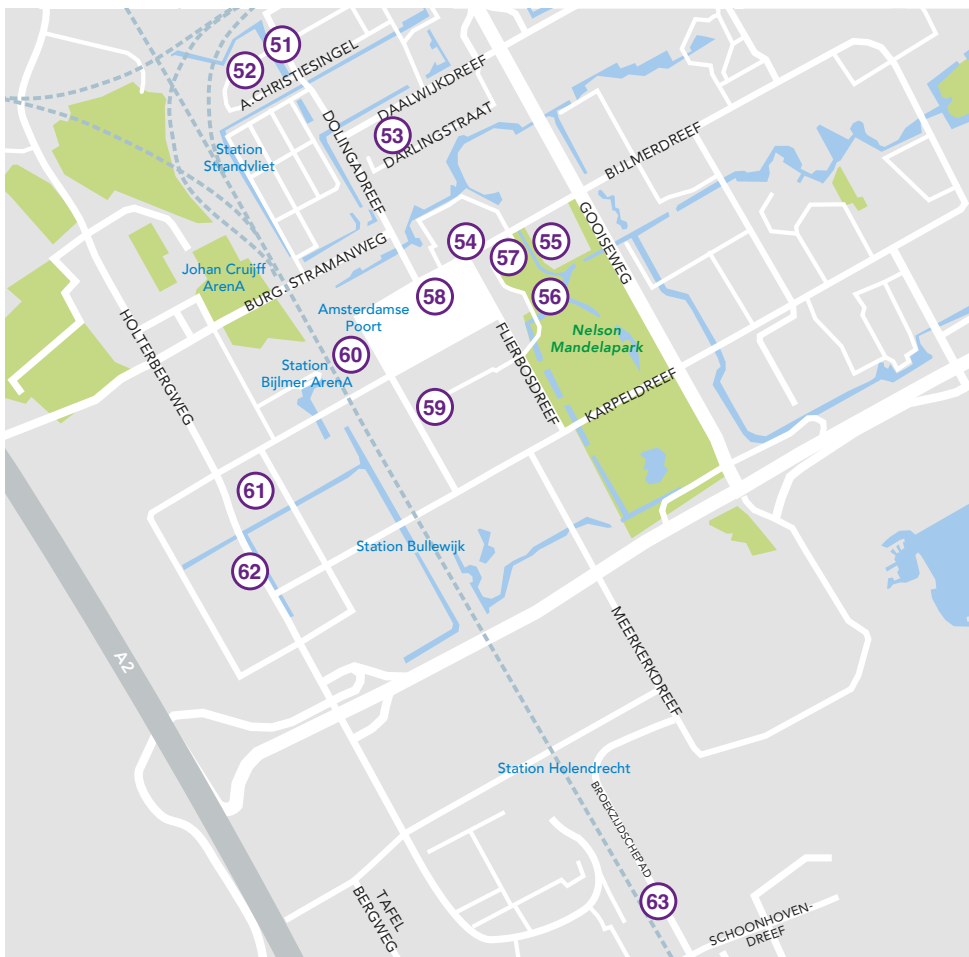 51
52
A.CHRISTIESINGEL
DAALWIJKDREEF
53
DARLINGSTRAAT
DOLINGADREEF
Station
Strandvliet
BIJLMERDREEF
GOOISEWEG
54
57
55
BURG. STRAMANWEG
Johan Cruijff
ArenA
58
56
Amsterdamse
Poort
HOLTERBERGWEG
FLIERBOSDREEF
Nelson
Mandelapark
60
Station
Bijlmer ArenA
59
KARPELDREEF
61
Station Bullewijk
62
A2
MEERKERKDREEF
Station Holendrecht
BROEKZIJDSCHEPAD
63
TAFEL
BERGWEG
SCHOONHOVEN-
DREEF